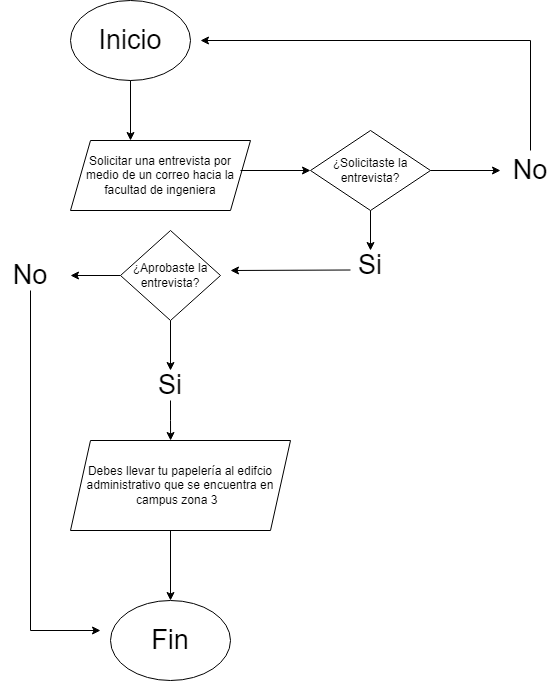 Inicio
Solicitar una entrevista por
medio de un correo hacia la
facultad de ingeniera
¿Solicitaste la
entrevista?
No
Si
¿Aprobaste la
entrevista?
No
Si
Debes llevar tu papelería al edifcio
administrativo que se encuentra en
campus zona 3
Fin